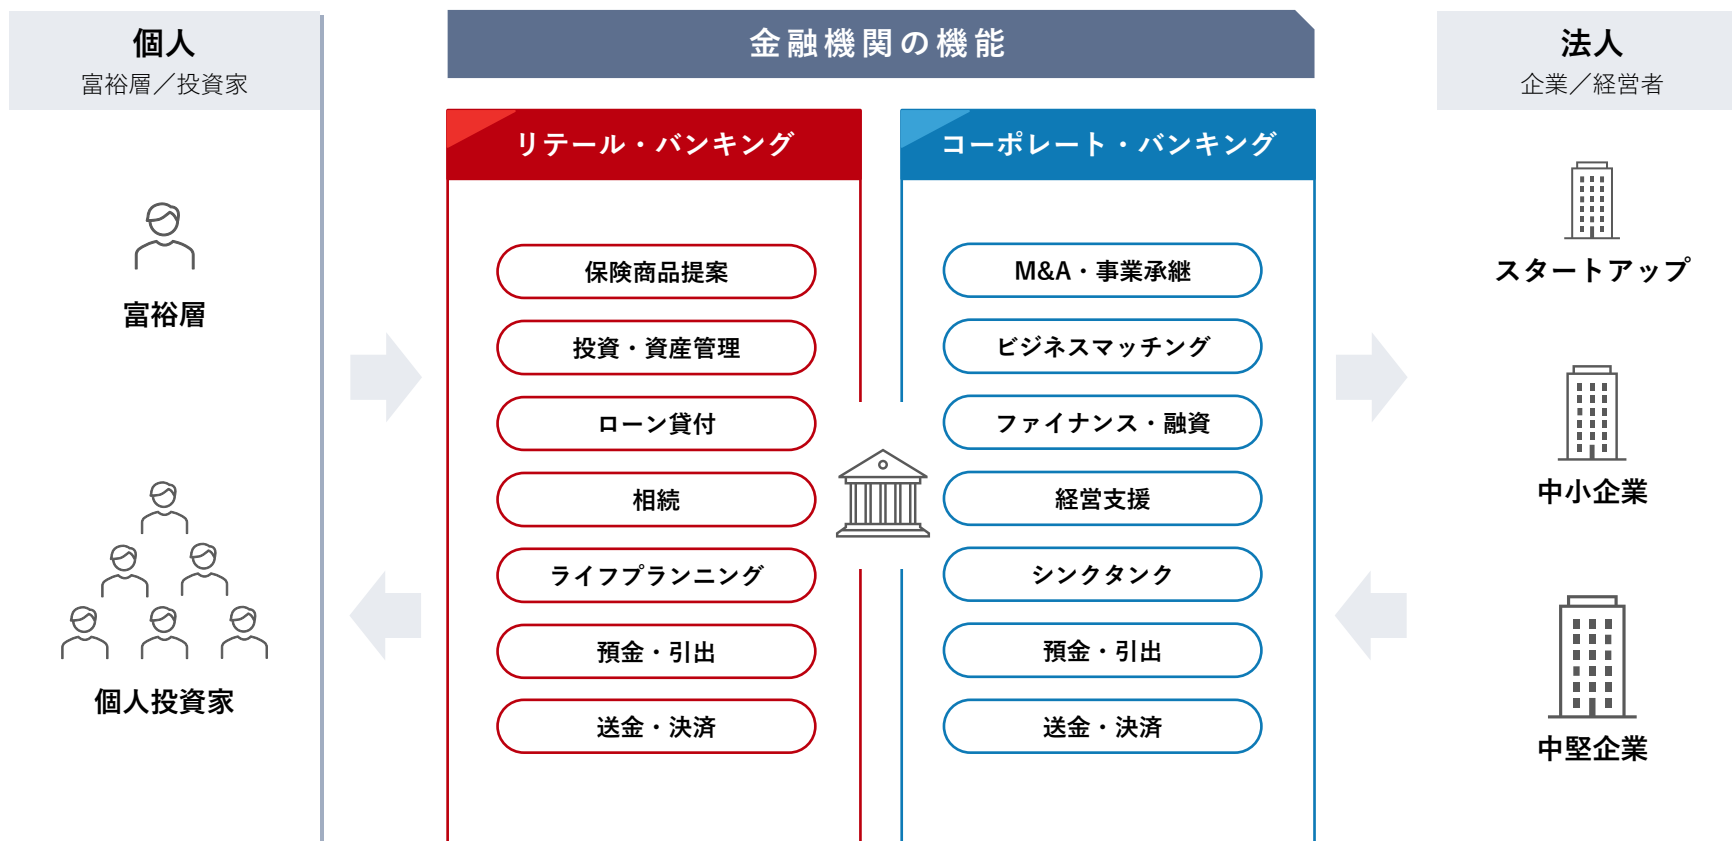 個人
富裕層／投資家
富裕層
個人投資家
金融機関の機能
リテール・バンキング
保険商品提案
投資・資産管理
ローン貸付
相続
ライフプランニング
預金・引出
送金・決済
コーポレート・バンキング
M&A・事業承継
ビジネスマッチング
ファイナンス・融資
経営支援
シンクタンク
預金・引出
送金・決済
法人
企業／経営者
スタートアップ
中小企業
中堅企業